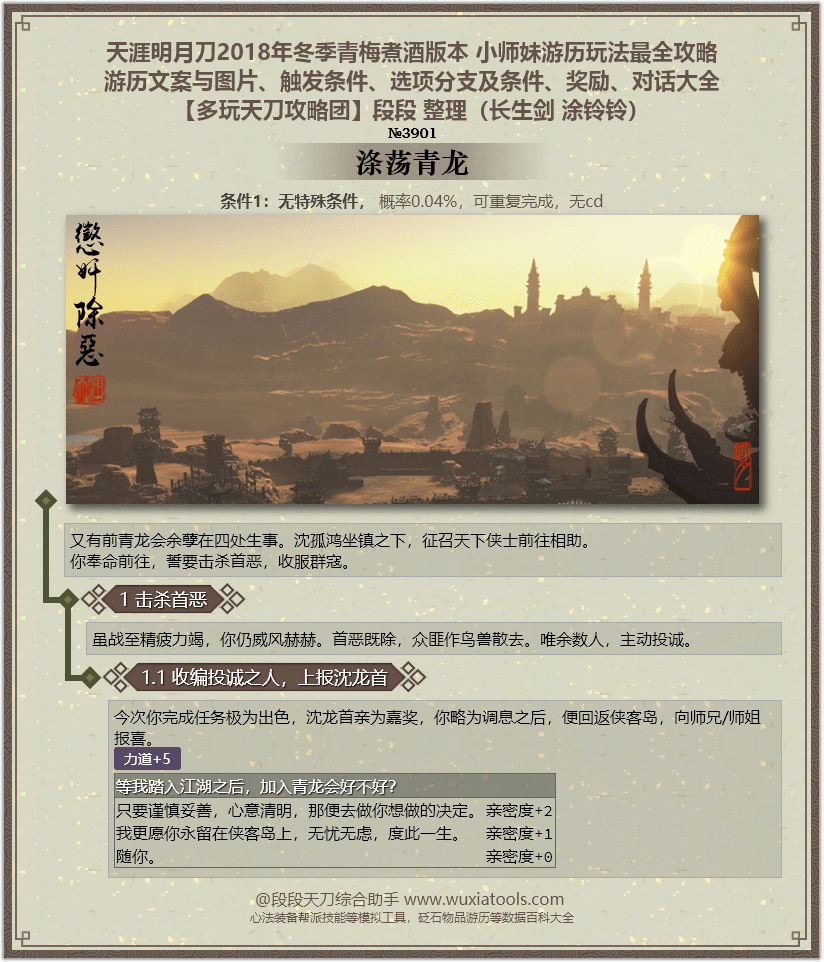 天涯明月刀2018年冬季青梅煮酒版本 小师妹游历玩法最全攻略
游历文案与图片、触发条件、选项分支及条件、奖励、对话大全
【多玩天刀攻略团】段段 整理（长生剑 涂铃铃）
№3901
涤荡青龙
条件1：无特殊条件， 概率0.04%，可重复完成，无cd
懲奸除惡
又有前青龙会余孽在四处生事。沈孤鸿坐镇之下，征召天下侠士前往相助。
你奉命前往，誓要击杀首恶，收服群寇。
1 击杀首恶
虽战至精疲力竭，你仍威风赫赫。首恶既除，众匪作鸟兽散去。唯余数人，主动投诚。
1.1 收编投诚之人，上报沈龙首
今次你完成任务极为出色，沈龙首亲为嘉奖，你略为调息之后，便回返侠客岛，向师兄/师姐
报喜。
力道+5
等我踏入江湖之后，加入青龙会好不好？
只要谨慎妥善，心意清明，那便去做你想做的决定。 亲密度+2
我更愿你永留在侠客岛上，无忧无虑，度此一生。 亲密度+1
随你。 亲密度+0
@段段天刀综合助手 www.wuxiatools.com
心法装备帮派技能等模拟工具，砭石物品游历等数据百科大全